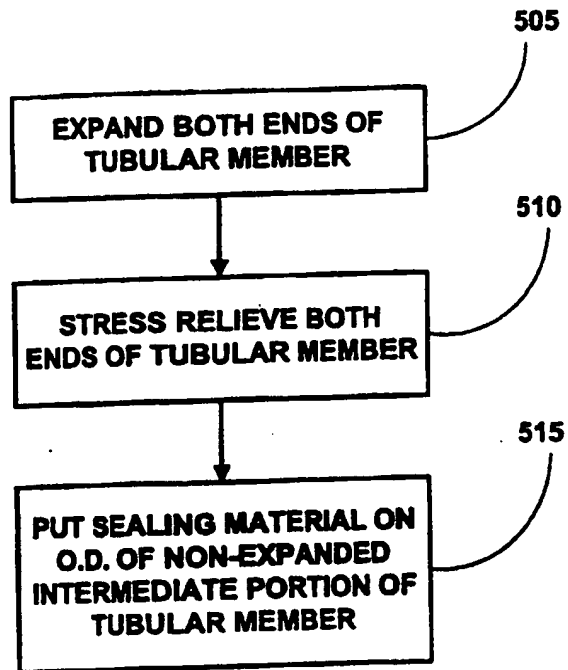 505
EXPAND BOTH ENDS OF
TUBULAR MEMBER
510
STRESS RELIEVE BOTH
ENDS OF TUBULAR MEMBER
515
PUT SEALING MATERIAL ON
O.D. OF NON-EXPANDED
INTERMEDIATE PORTION OF
TUBULAR MEMBER